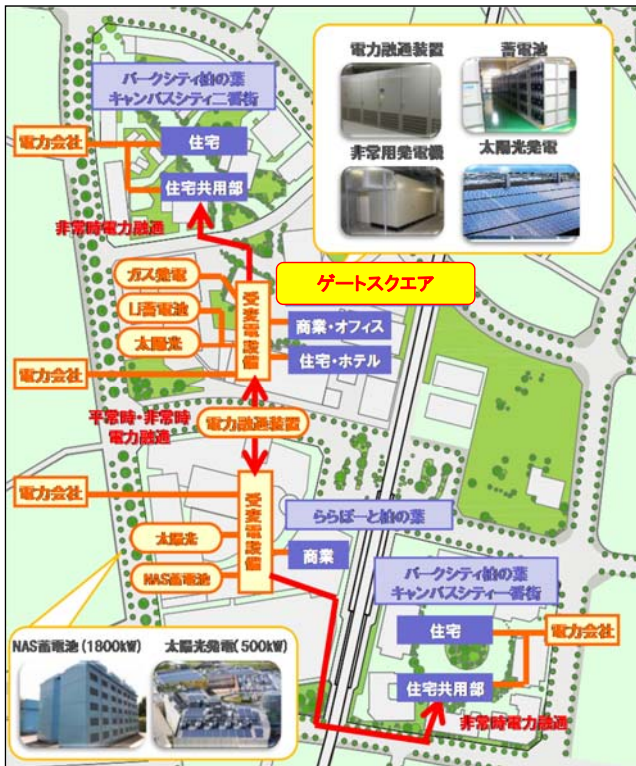 電力融通装置
蓄電池
非常用発電機
太陽光発電
パークシティ柏の葉
キャンパスシティ二番街
電力会社
住宅
住宅共用部
非常時電力融通
ゲートスクエア
ガス発電
Li蓄電池
太陽光
受変電設備
商業・オフィス
住宅・ホテル
電力会社
平常時・非常時
電力融通
電力融通装置
電力会社
受変電設備
ららぽーと柏の葉
太陽光
商業
NAS蓄電池
パークシティ柏の葉
キャンパスシティ一番街
住宅
電力会社
住宅共用部
非常時電力融通
NAS蓄電池(1800kW)
太陽光発電(500kW)